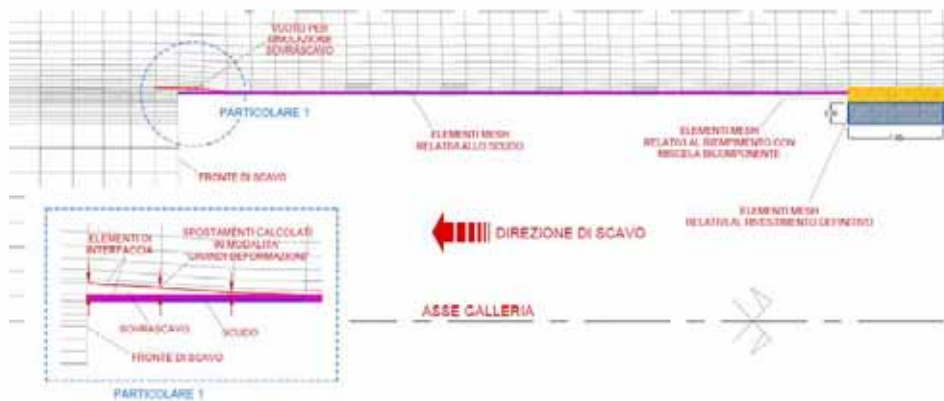 VUOTO PER
SIMULAZIONE
SOVRASCAVO
PARTICOLARE 1
ELEMENTI MESH
RELATIVI ALLO SCUDO
ELEMENTI MESH
RELATIVI AL RIEMPIMENTO CON
MISCELA BICOMPONENTE
FRONTE DI SCAVO
ELEMENTI MESH
RELATIVI AL RIVESTIMENTO DEFINITIVO
DIREZIONE DI SCAVO
ELEMENTI DI
INTERFACCIA
SPOSTAMENTI CALCOLATI
IN MODALITA'
"GRANDI DEFORMAZIONI"
ASSE GALLERIA
SOVRASCAVO
SCUDO
FRONTE DI SCAVO
PARTICOLARE 1